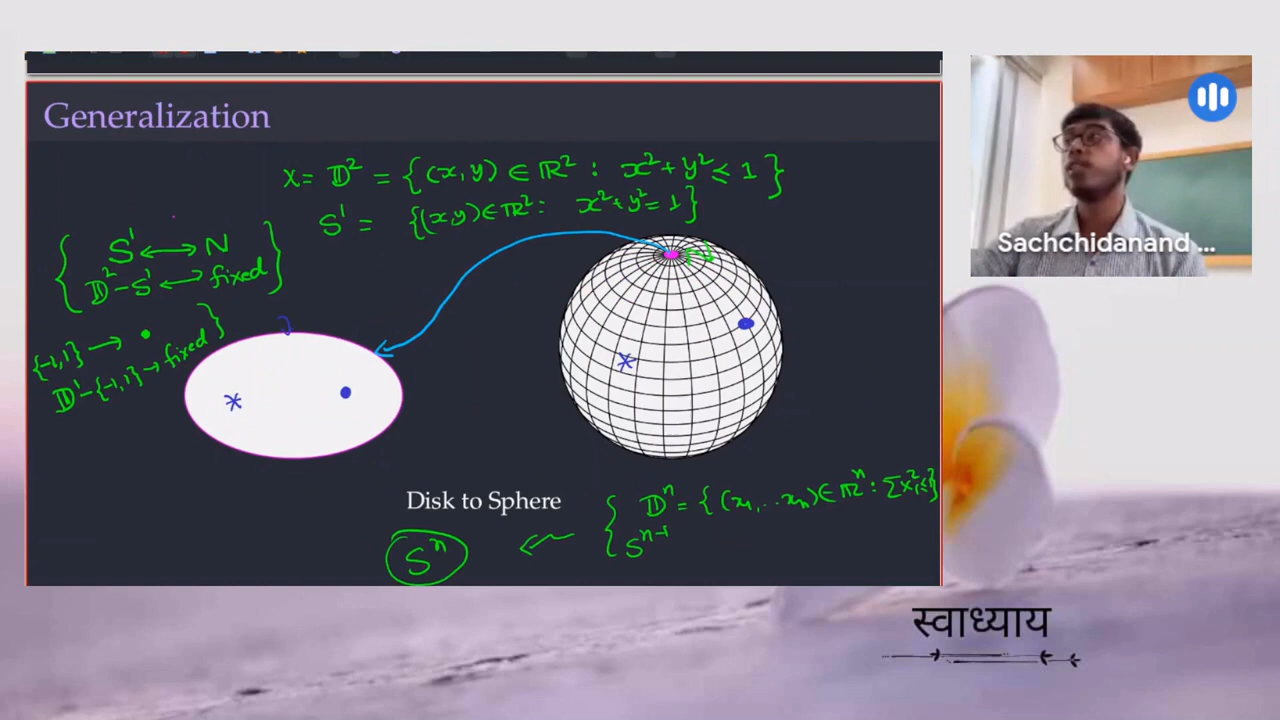 Generalization
X = 𝔻² = {(x,y) ∈ ℝ² : x² + y² ≤ 1}
S¹ = {(x,y) ∈ ℝ² : x² + y² = 1}
{ S¹ ⟷ N
𝔻² - S¹ ⟷ fixed }
{-1,1} → •
𝔻¹ - {-1,1} → fixed }
N
Disk to Sphere
Sⁿ ← { 𝔻ⁿ = {(x₁,...xₙ) ∈ ℝⁿ : Σxᵢ² ≤ 1}
Sⁿ⁻¹
Sachchidanand ...
स्वाध्याय